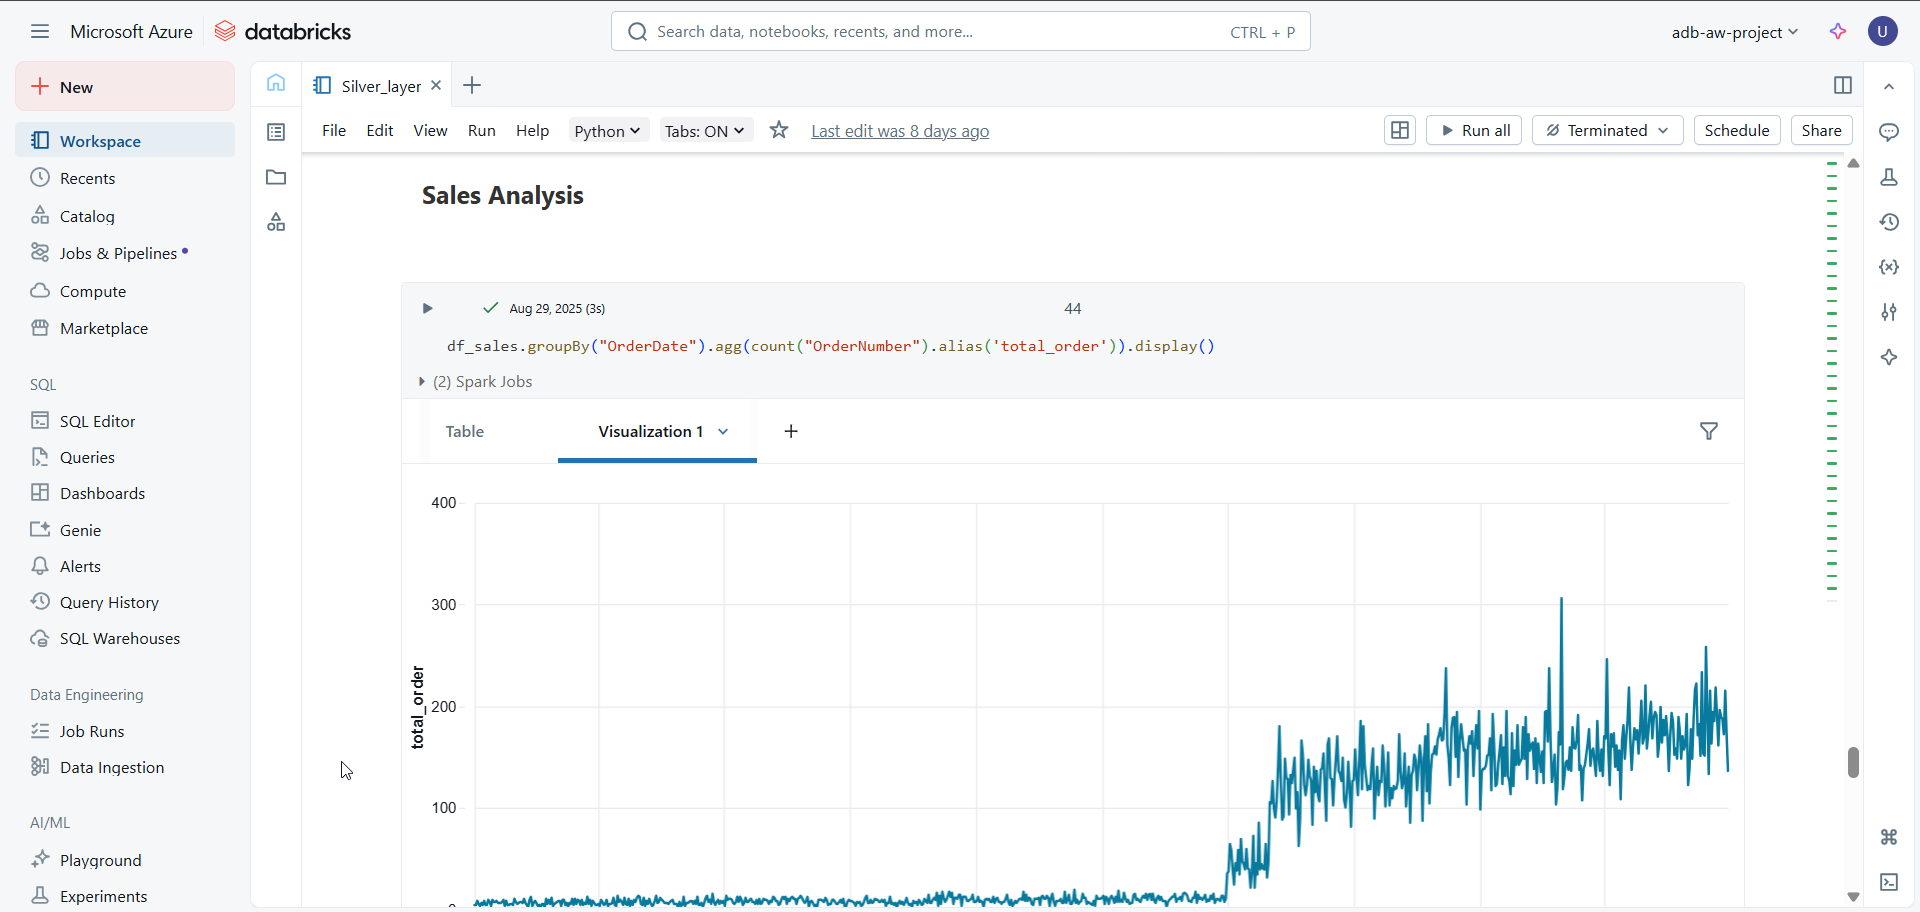 Microsoft Azure databricks
Search data, notebooks, recents, and more... CTRL + P
adb-aw-project
U
New
Workspace
Recents
Catalog
Jobs & Pipelines
Compute
Marketplace
SQL
SQL Editor
Queries
Dashboards
Genie
Alerts
Query History
SQL Warehouses
Data Engineering
Job Runs
Data Ingestion
AI/ML
Playground
Experiments
Silver_layer
File Edit View Run Help Python Tabs: ON Last edit was 8 days ago
Run all Terminated Schedule Share
Sales Analysis
Aug 29, 2025 (3s) 44
df_sales.groupBy("OrderDate").agg(count("OrderNumber").alias('total_order')).display()
(2) Spark Jobs
Table Visualization 1
400
300
200
100
total_order